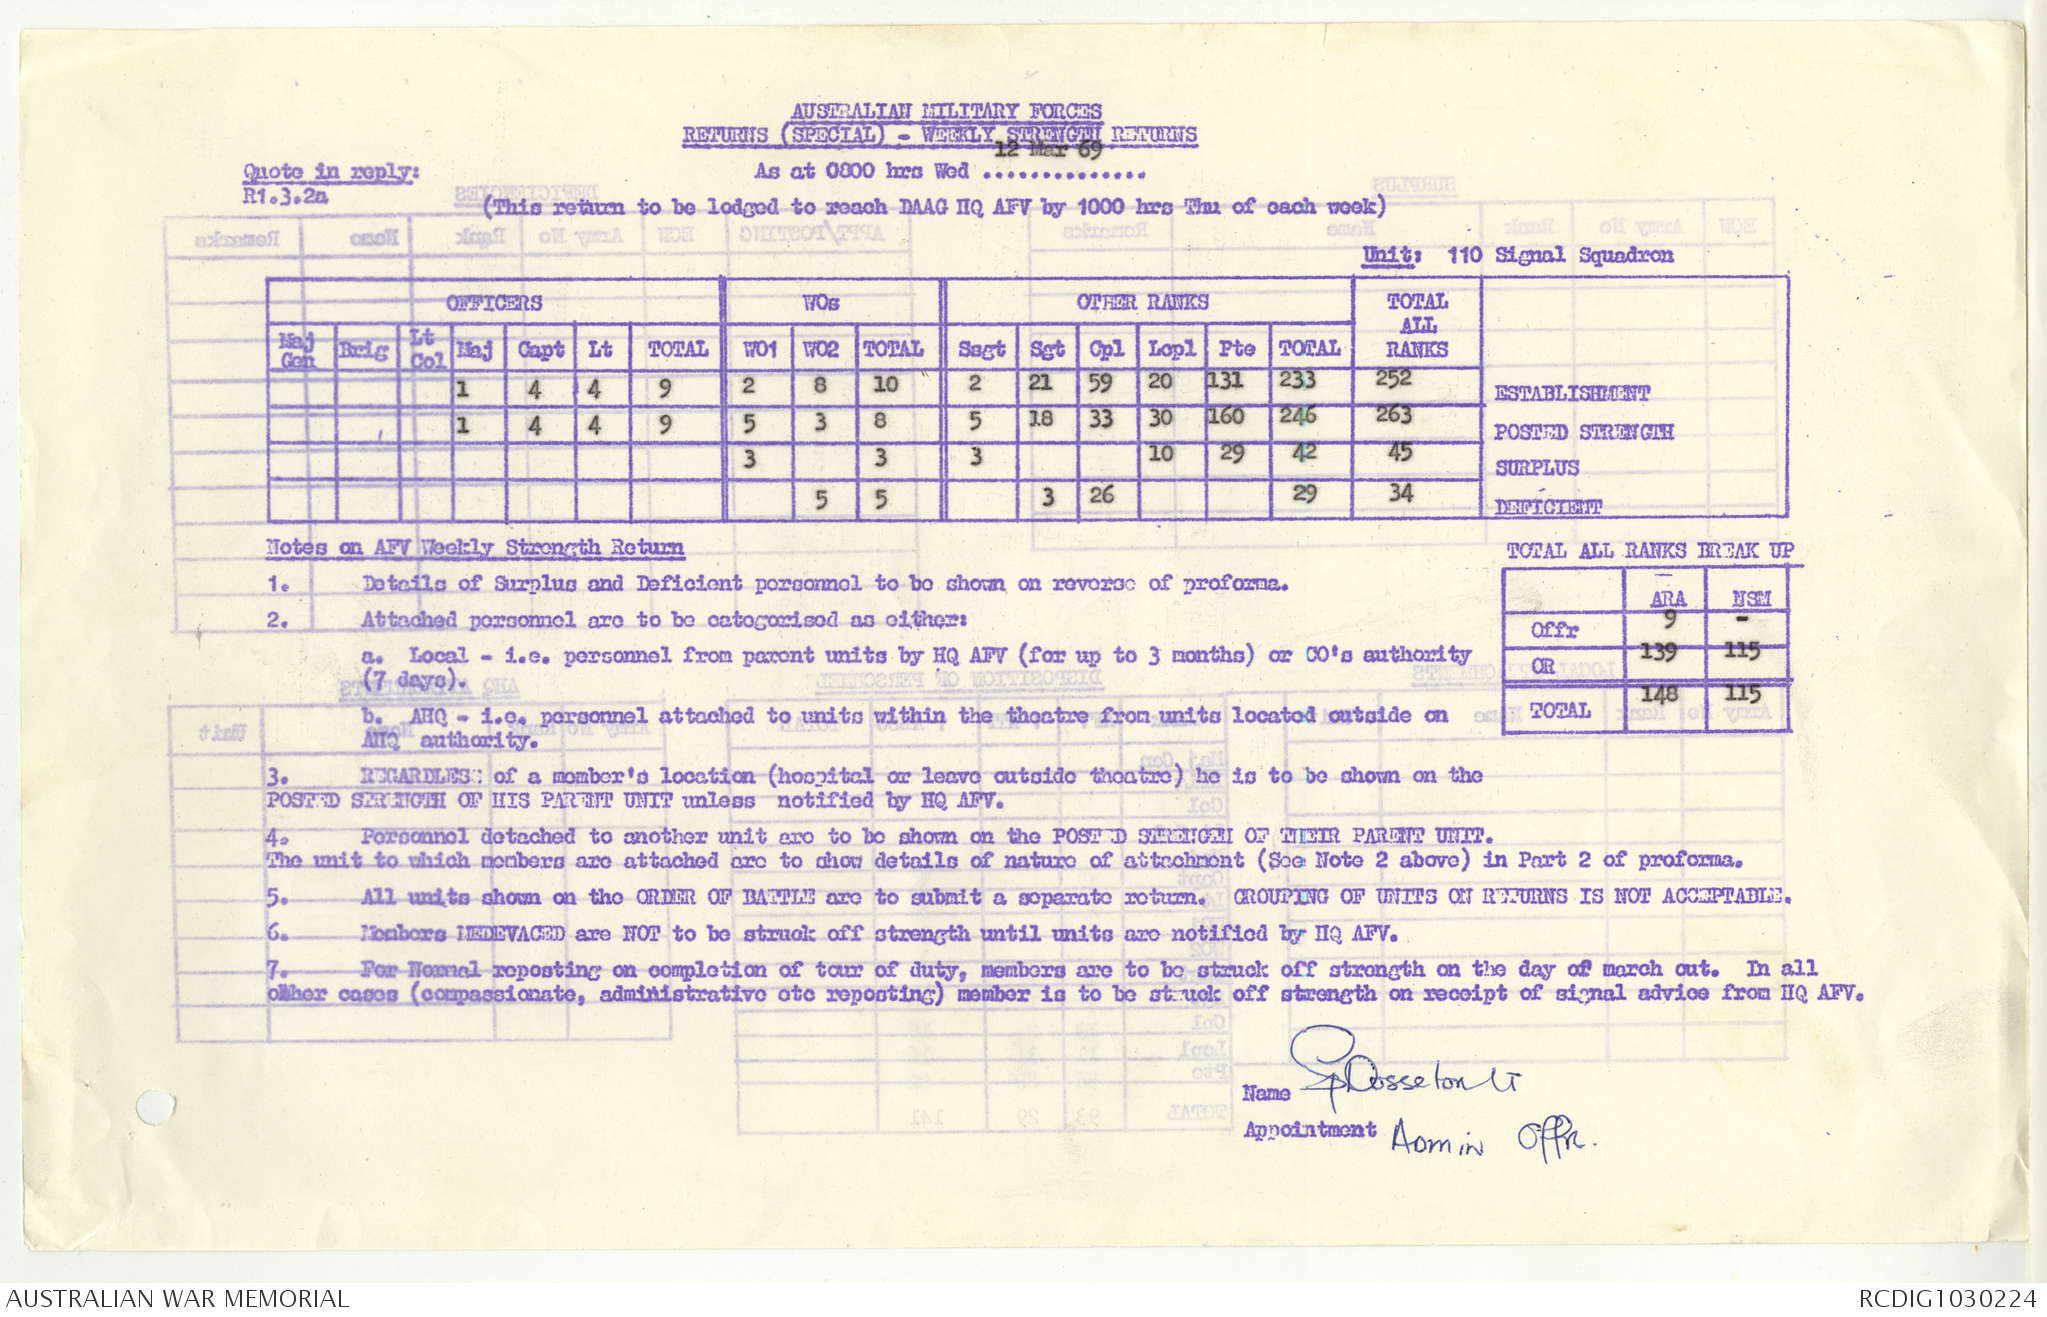 AUSTRALIAN MILITARY FORCES
RETURNS (SPECIAL) - WEEKLY STRENGTH RETURNS
As at 0800 hrs Wed 12 Mar 69 ..............
Quote in reply:
R1.3.2a
(This return to be lodged to reach DAAG HQ AFV by 1000 hrs Thu of each week)
Unit: 110 Signal Squadron
OFFICERS WOs OTHER RANKS TOTAL ALL RANKS
Maj Gen Brig Lt Col Maj Capt Lt TOTAL WO1 WO2 TOTAL Ssgt Sgt Cpl Lcpl Pte TOTAL
1 4 4 9 2 8 10 2 21 59 20 131 233 252 ESTABLISHMENT
1 4 4 9 5 3 8 5 18 33 30 160 246 263 POSTED STRENGTH
3 3 3 10 29 42 45 SURPLUS
5 5 3 26 29 34 DEFICIENT
Notes on AFV Weekly Strength Return
1. Details of Surplus and Deficient personnel to be shown on reverse of proforma.
2. Attached personnel are to be categorised as either:
a. Local - i.e. personnel from parent units by HQ AFV (for up to 3 months) or CO's authority
(7 days).
b. AHQ - i.e. personnel attached to units within the theatre from units located outside on
AHQ authority.
TOTAL ALL RANKS BREAK UP
ARA NSM
Offr 9 -
OR 139 115
TOTAL 148 115
3. REGARDLESS of a member's location (hospital or leave outside theatre) he is to be shown on the
POSTED STRENGTH OF HIS PARENT UNIT unless notified by HQ AFV.
4. Personnel detached to another unit are to be shown on the POSTED STRENGTH OF THEIR PARENT UNIT.
The unit to which members are attached are to show details of nature of attachment (See Note 2 above) in Part 2 of proforma.
5. All units shown on the ORDER OF BATTLE are to submit a separate return. GROUPING OF UNITS ON RETURNS IS NOT ACCEPTABLE.
6. Members MEDEVACED are NOT to be struck off strength until units are notified by HQ AFV.
7. For Normal reposting on completion of tour of duty, members are to be struck off strength on the day of march out. In all
other cases (compassionate, administrative etc reposting) member is to be struck off strength on receipt of signal advice from HQ AFV.
Name Lt
Appointment Admin Offr.
AUSTRALIAN WAR MEMORIAL
RCDIG1030224